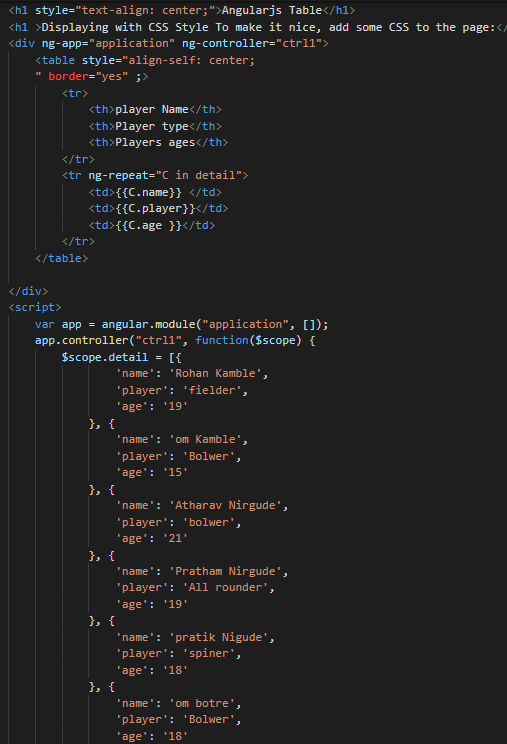 <h1 style="text-align: center;">Angularjs Table</h1>
<h1 >Displaying with CSS Style To make it nice, add some CSS to the page:</
<div ng-app="application" ng-controller="ctrl1">
    <table style="align-self: center;
    " border="yes" ;>
        <tr>
            <th>player Name</th>
            <th>Player type</th>
            <th>Players ages</th>
        </tr>
        <tr ng-repeat="C in detail">
            <td>{{C.name}} </td>
            <td>{{C.player}}</td>
            <td>{{C.age }}</td>
        </tr>
    </table>

</div>
<script>
    var app = angular.module("application", []);
    app.controller("ctrl1", function($scope) {
        $scope.detail = [{
                'name': 'Rohan Kamble',
                'player': 'fielder',
                'age': '19'
            }, {
                'name': 'om Kamble',
                'player': 'Bolwer',
                'age': '15'
            }, {
                'name': 'Atharav Nirgude',
                'player': 'bolwer',
                'age': '21'
            }, {
                'name': 'Pratham Nirgude',
                'player': 'All rounder',
                'age': '19'
            }, {
                'name': 'pratik Nigude',
                'player': 'spiner',
                'age': '18'
            }, {
                'name': 'om botre',
                'player': 'Bolwer',
                'age': '18'